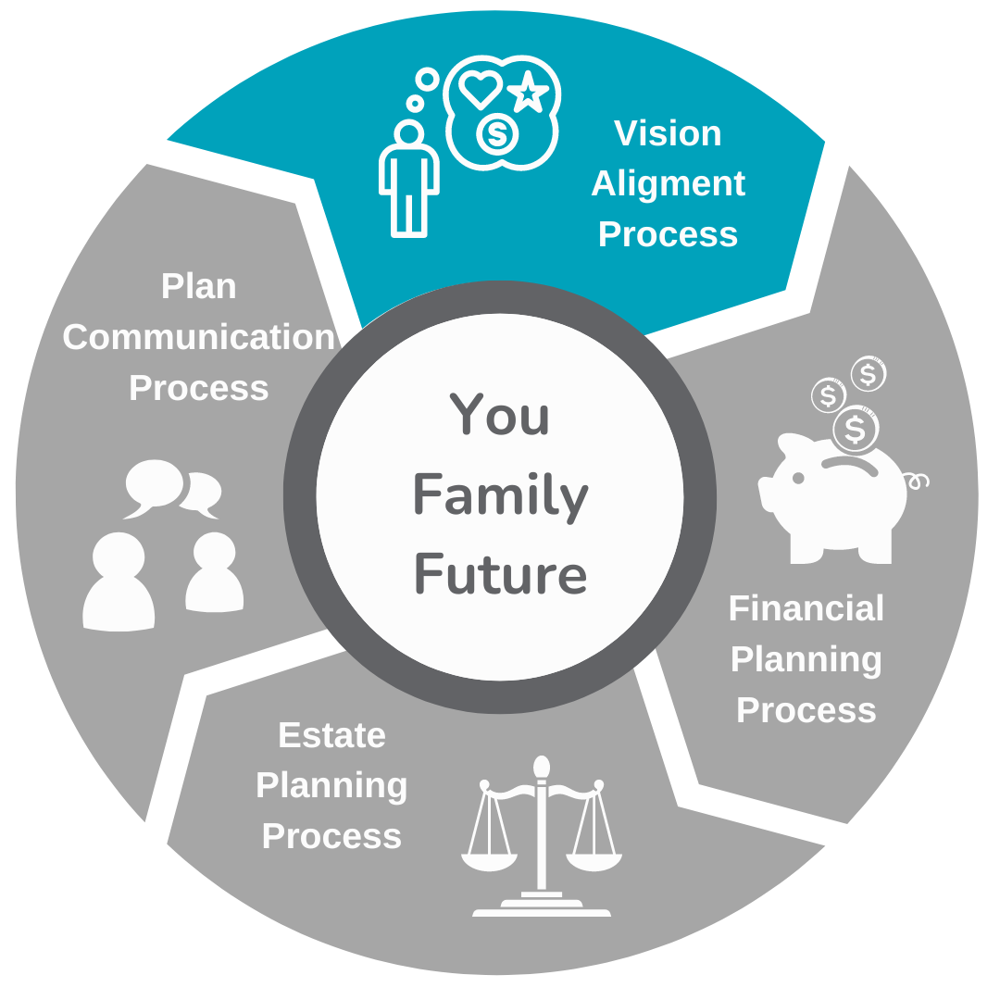 Vision
Aligment
Process
Plan
Communication
Process
You
Family
Future
Financial
Planning
Process
Estate
Planning
Process
$
$
$
S